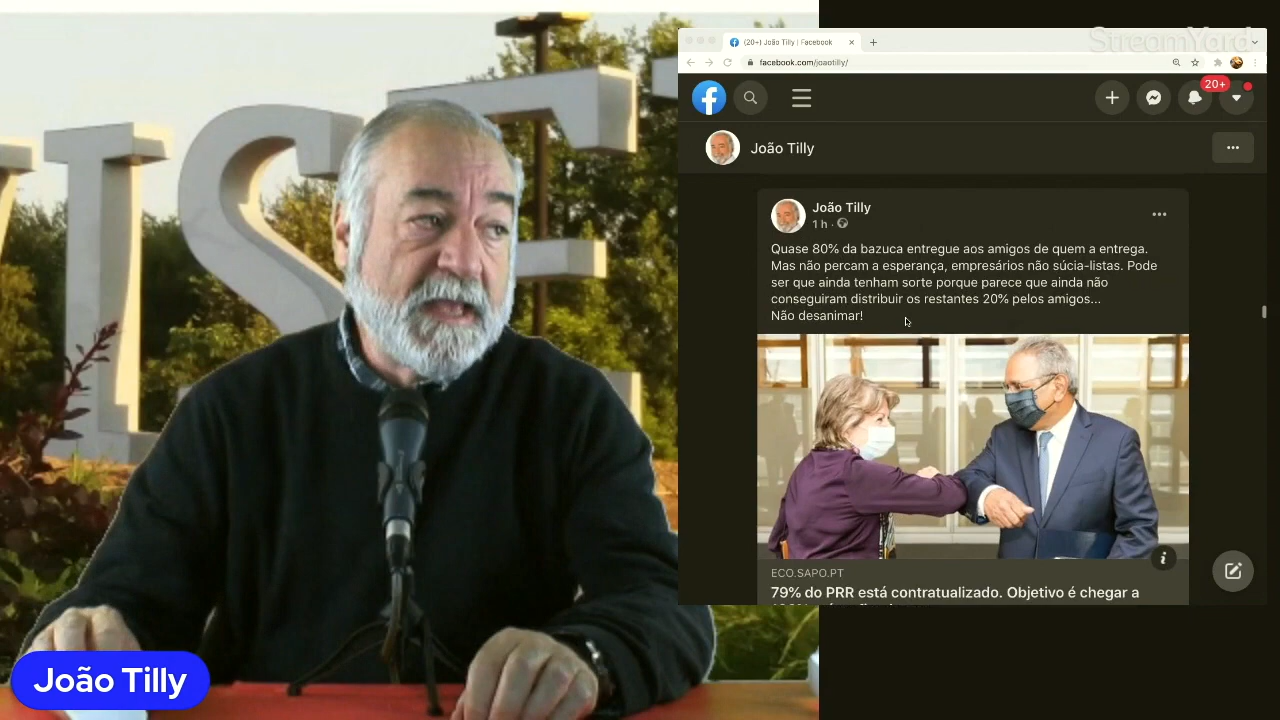 VISE
StreamYard
(20+) João Tilly | Facebook
facebook.com/joaotilly/
20+
João Tilly
João Tilly
1 h ·
Quase 80% da bazuca entregue aos amigos de quem a entrega.
Mas não percam a esperança, empresários não súcia-listas. Pode
ser que ainda tenham sorte porque parece que ainda não
conseguiram distribuir os restantes 20% pelos amigos...
Não desanimar!
ECO.SAPO.PT
79% do PRR está contratualizado. Objetivo é chegar a
João Tilly